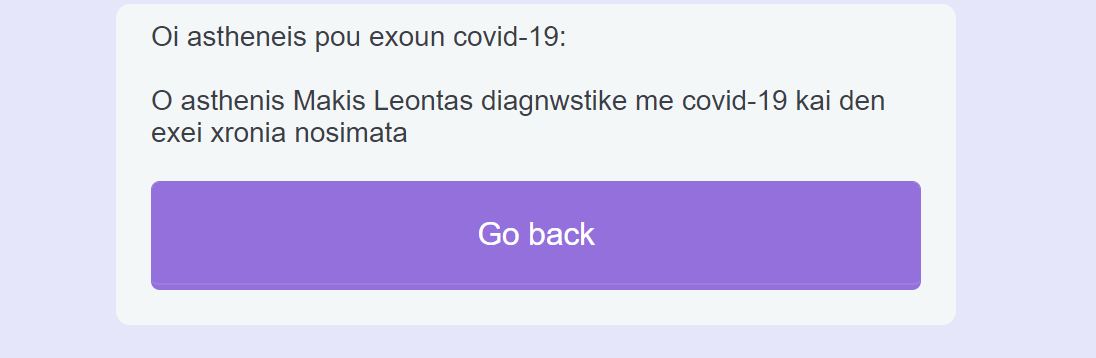 Oi astheneis pou exoun covid-19:
O asthenis Makis Leontas diagnwstike me covid-19 kai den
exei xronia nosimata
Go back